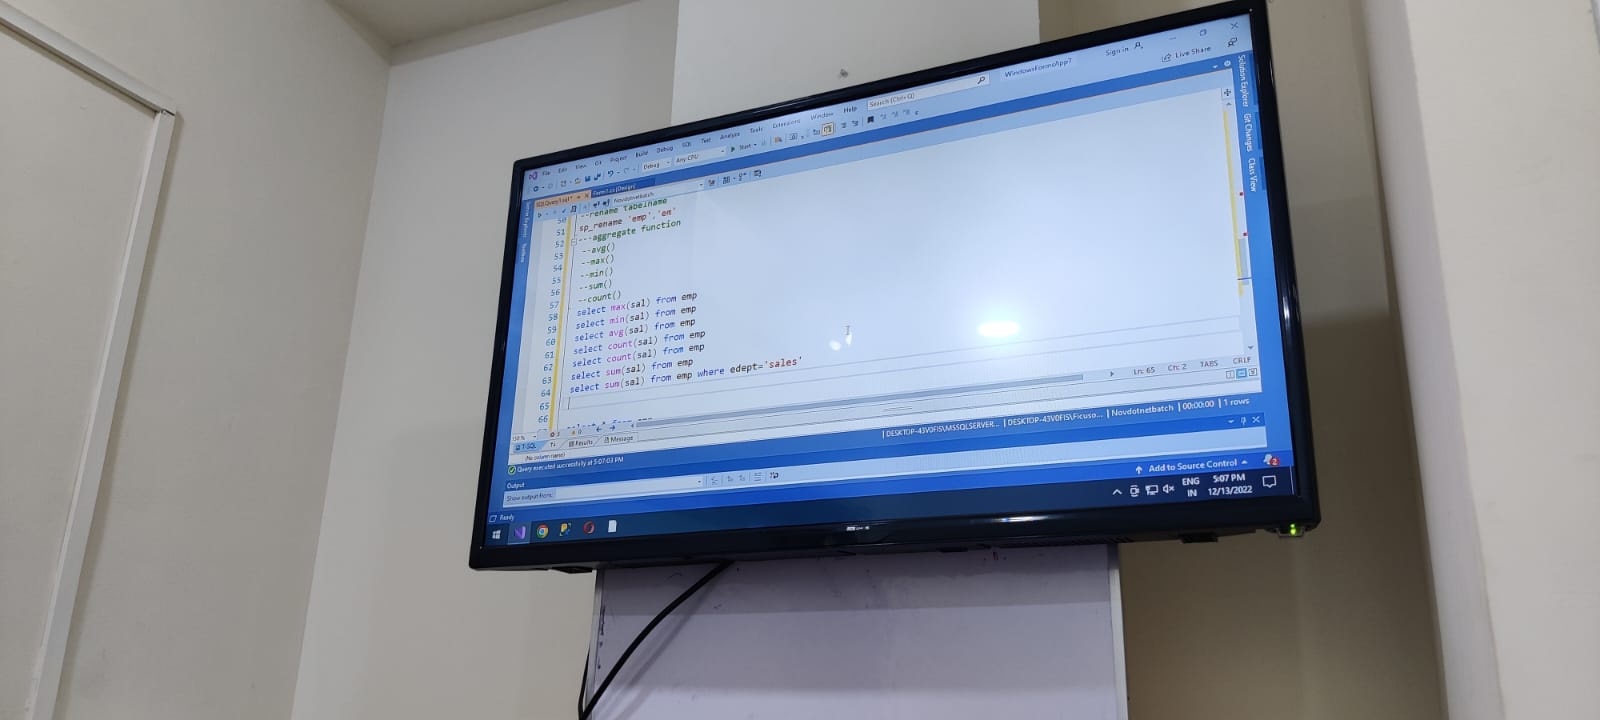 Sign in
WindowsFormsApp7
Live Share
File Edit View Git Project Build Debug SQL Test Analyze Tools Extensions Window Help Search (Ctrl+Q)
Debug Any CPU Start
SQLQuery1.sql * Form1.cs [Design]
Novdotnetbatch
Solution Explorer
Git Changes
Class View
Toolbox
50 --rename tabelname
51 sp_rename 'emp','em'
52 ---aggregate function
53 --avg()
54 --max()
55 --min()
56 --sum()
57 --count()
58 select max(sal) from emp
59 select min(sal) from emp
60 select avg(sal) from emp
61 select count(sal) from emp
62 select count(sal) from emp
63 select sum(sal) from emp
64 select sum(sal) from emp where edept='sales'
65
66
Ln: 65 Ch: 2 TABS CRLF
T-SQL Results Message
(No column name)
Query executed successfully at 5:07:03 PM
DESKTOP-43V0FIS\MSSQLSERVER... DESKTOP-43V0FIS\Ficuso... Novdotnetbatch 00:00:00 1 rows
Output
Show output from:
Add to Source Control 2
Ready
ENG
IN
5:07 PM
12/13/2022